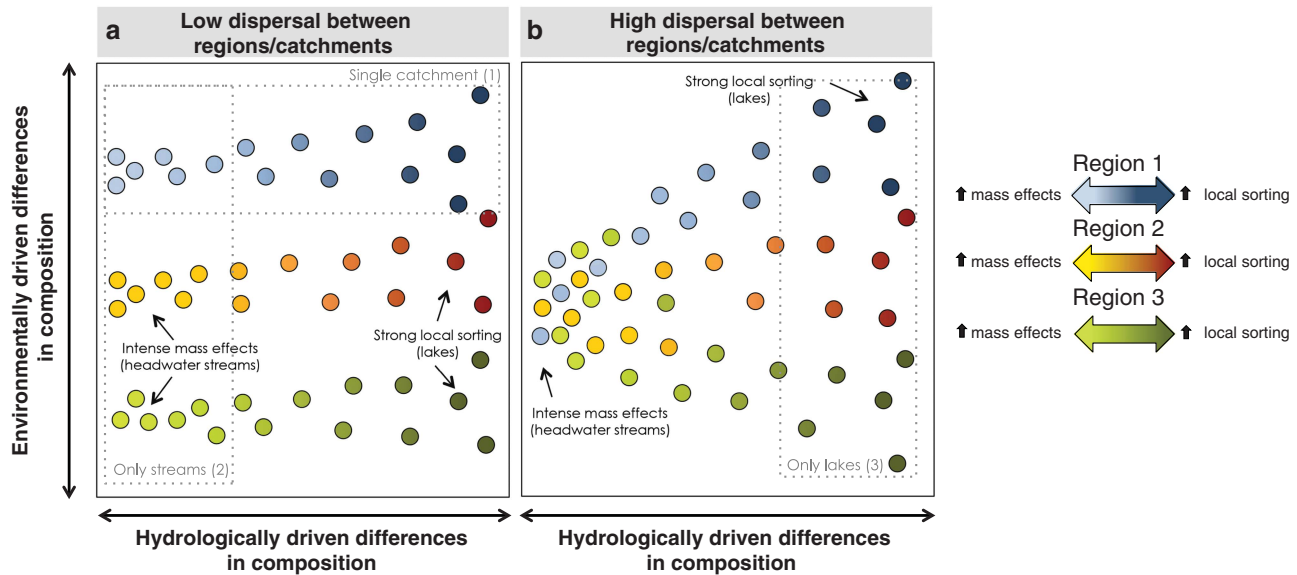 a
Low dispersal between
regions/catchments
b
High dispersal between
regions/catchments
Environmentally driven differences
in composition
Single catchment (1)
Intense mass effects
(headwater streams)
Strong local sorting
(lakes)
Only streams (2)
Hydrologically driven differences
in composition
Strong local sorting
(lakes)
Intense mass effects
(headwater streams)
Only lakes (3)
Hydrologically driven differences
in composition
Region 1
mass effects local sorting
Region 2
mass effects local sorting
Region 3
mass effects local sorting